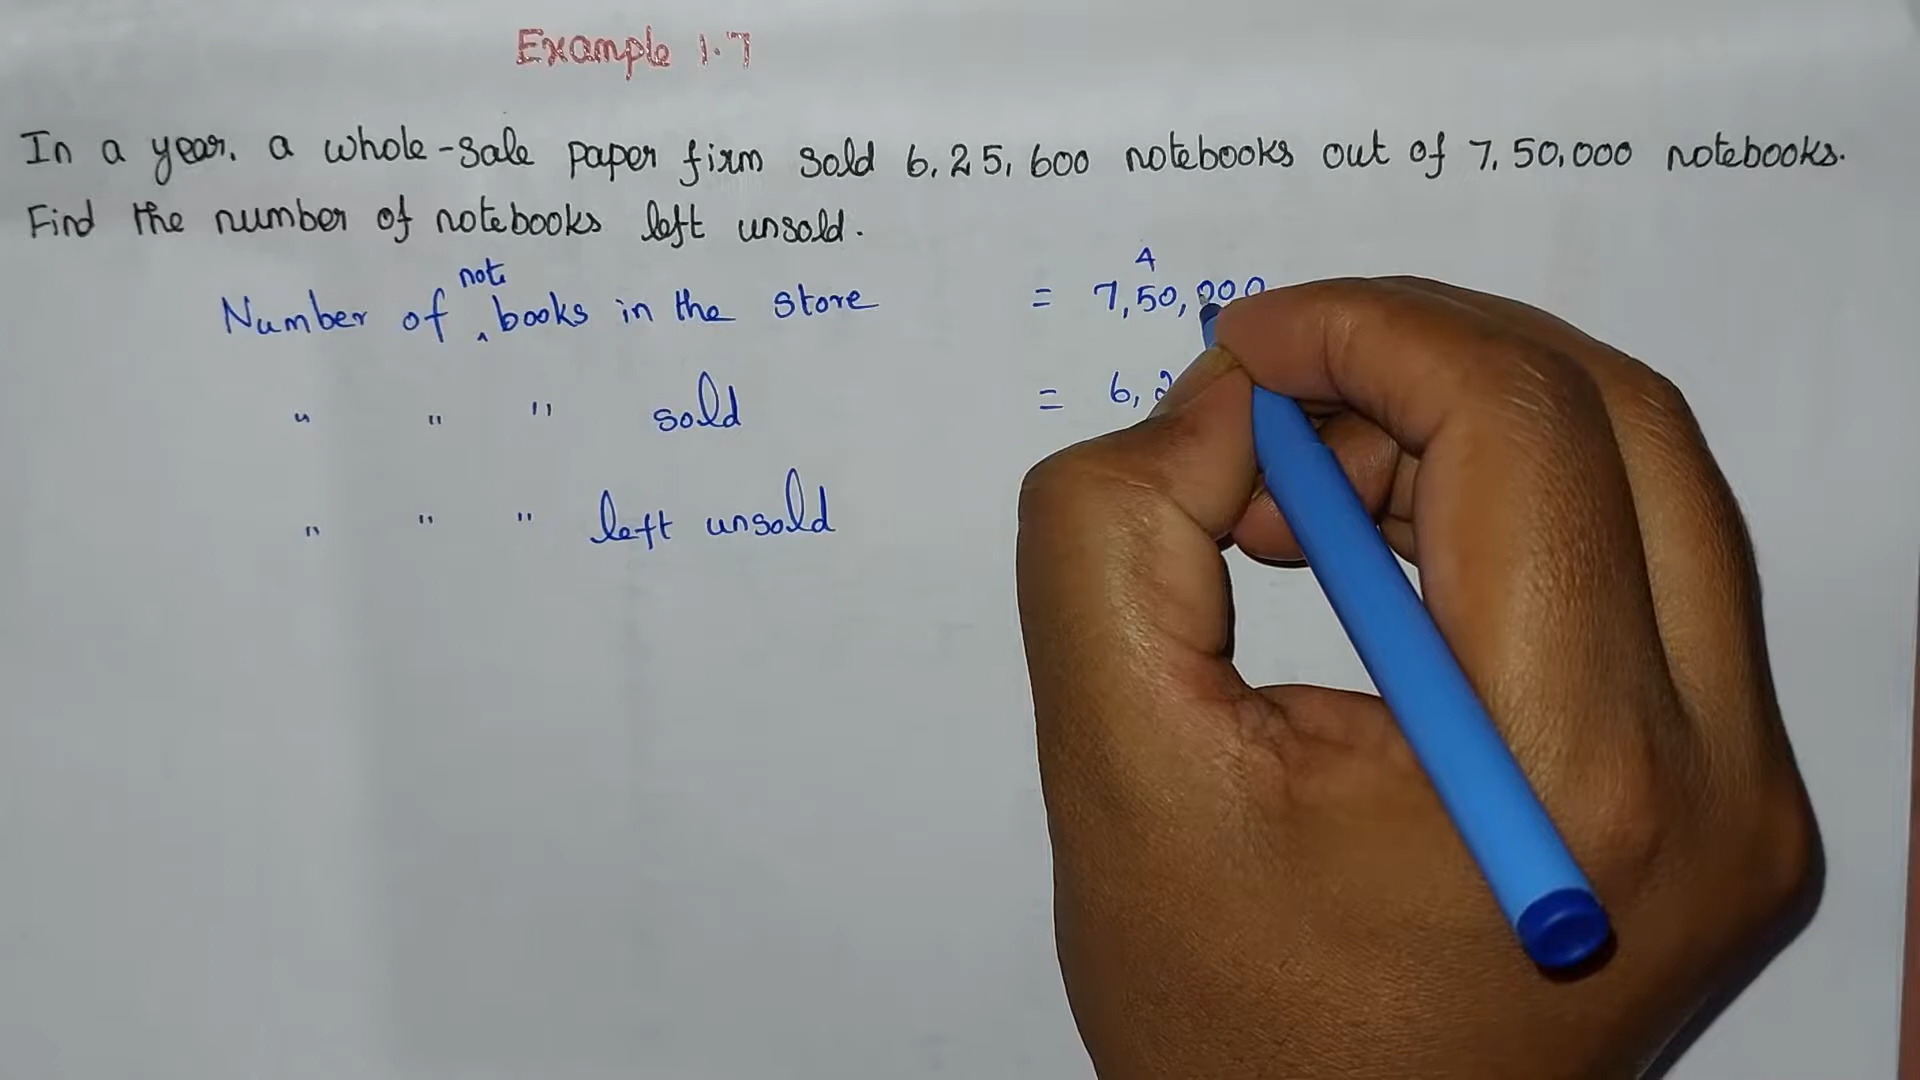 Example 1.7
In a year, a whole-sale paper firm sold 6,25,600 notebooks out of 7,50,000 notebooks.
Find the number of notebooks left unsold.
4
note
Number of ‸ books in the store = 7,50,000
" " " sold = 6,2
" " " left unsold